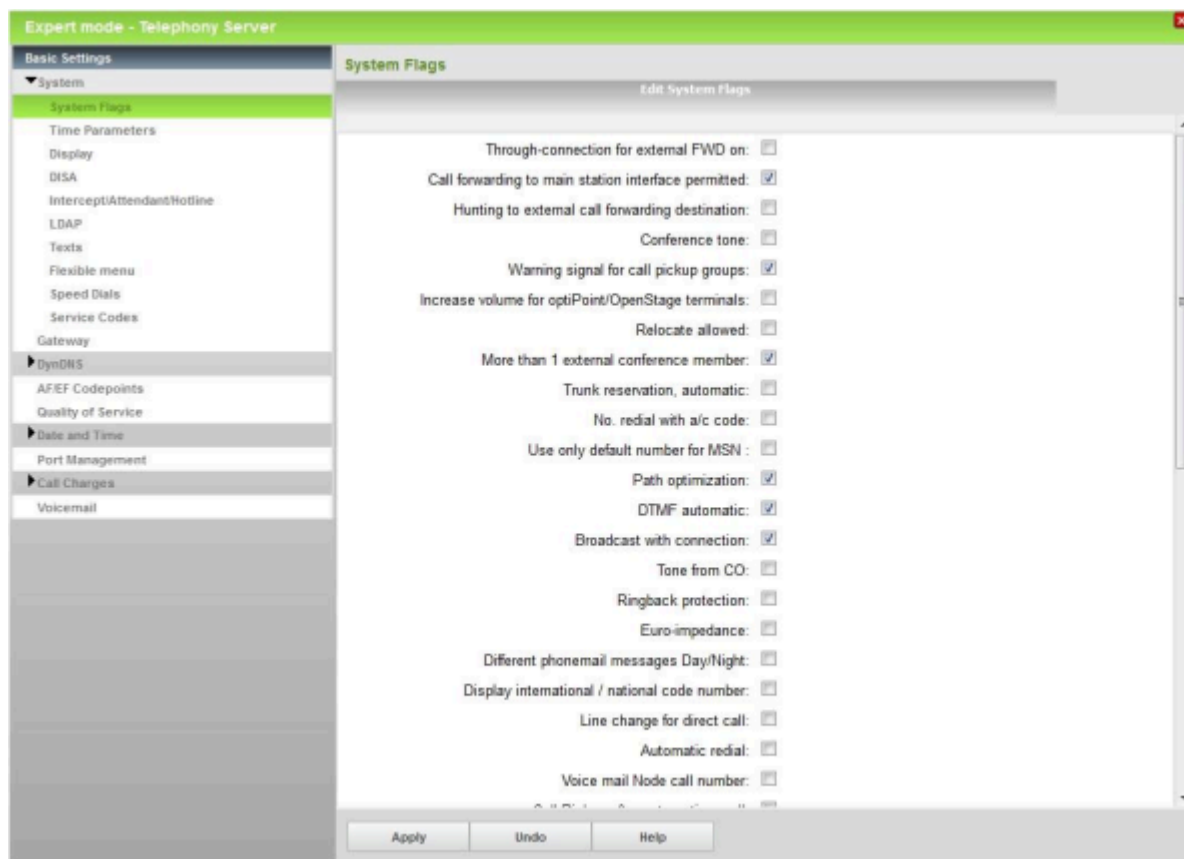 Expert mode - Telephony Server
Basic Settings
System
System Flags
Time Parameters
Display
DISA
Intercept/Attendant/Hotline
LDAP
Texts
Flexible menu
Speed Dials
Service Codes
Gateway
DynDNS
AF/EF Codepoints
Quality of Service
Date and Time
Port Management
Call Charges
Voicemail
System Flags
Edit System Flags
Through-connection for external FWD on:
Call forwarding to main station interface permitted:
Hunting to external call forwarding destination:
Conference tone:
Warning signal for call pickup groups:
Increase volume for optiPoint/OpenStage terminals:
Relocate allowed:
More than 1 external conference member:
Trunk reservation, automatic:
No. redial with a/c code:
Use only default number for MSN :
Path optimization:
DTMF automatic:
Broadcast with connection:
Tone from CO:
Ringback protection:
Euro-impedance:
Different phonemail messages Day/Night:
Display international / national code number:
Line change for direct call:
Automatic redial:
Voice mail Node call number:
Apply
Undo
Help